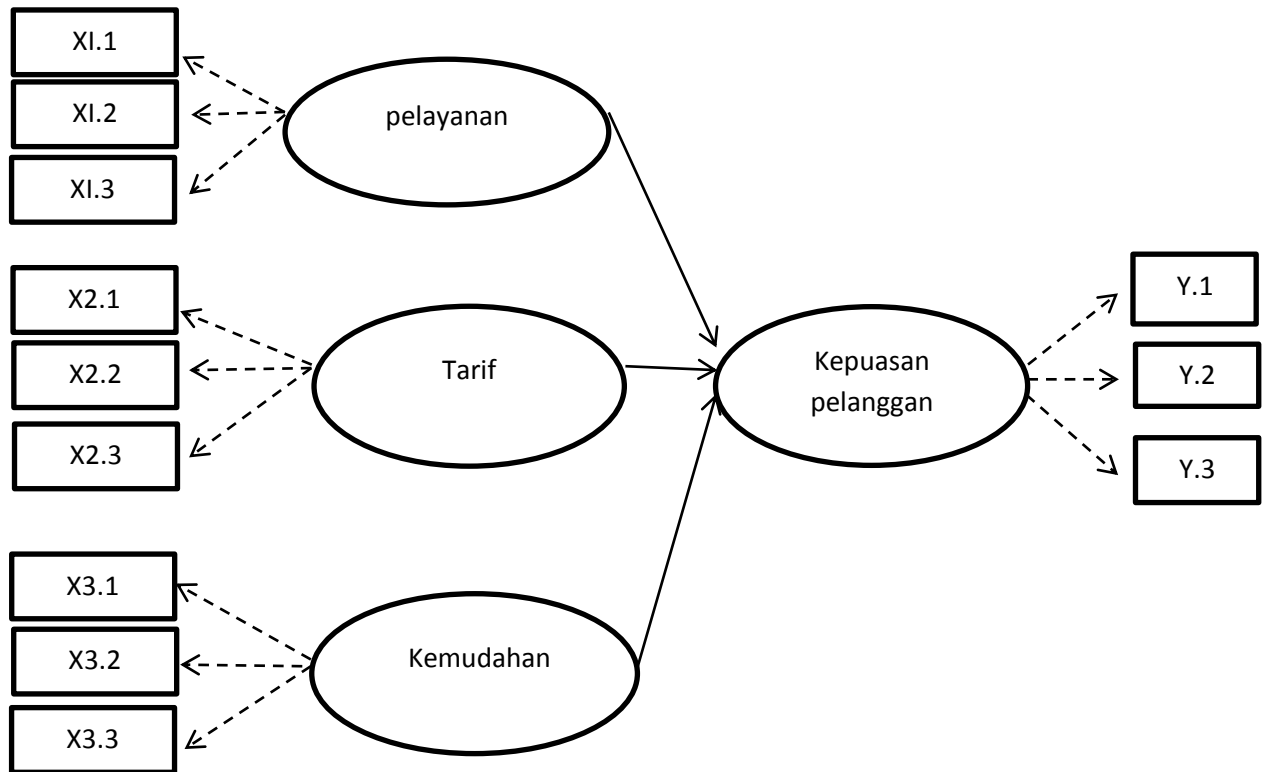 XI.1
XI.2
XI.3
pelayanan
X2.1
X2.2
X2.3
Tarif
Kepuasan
pelanggan
Y.1
Y.2
Y.3
X3.1
X3.2
X3.3
Kemudahan